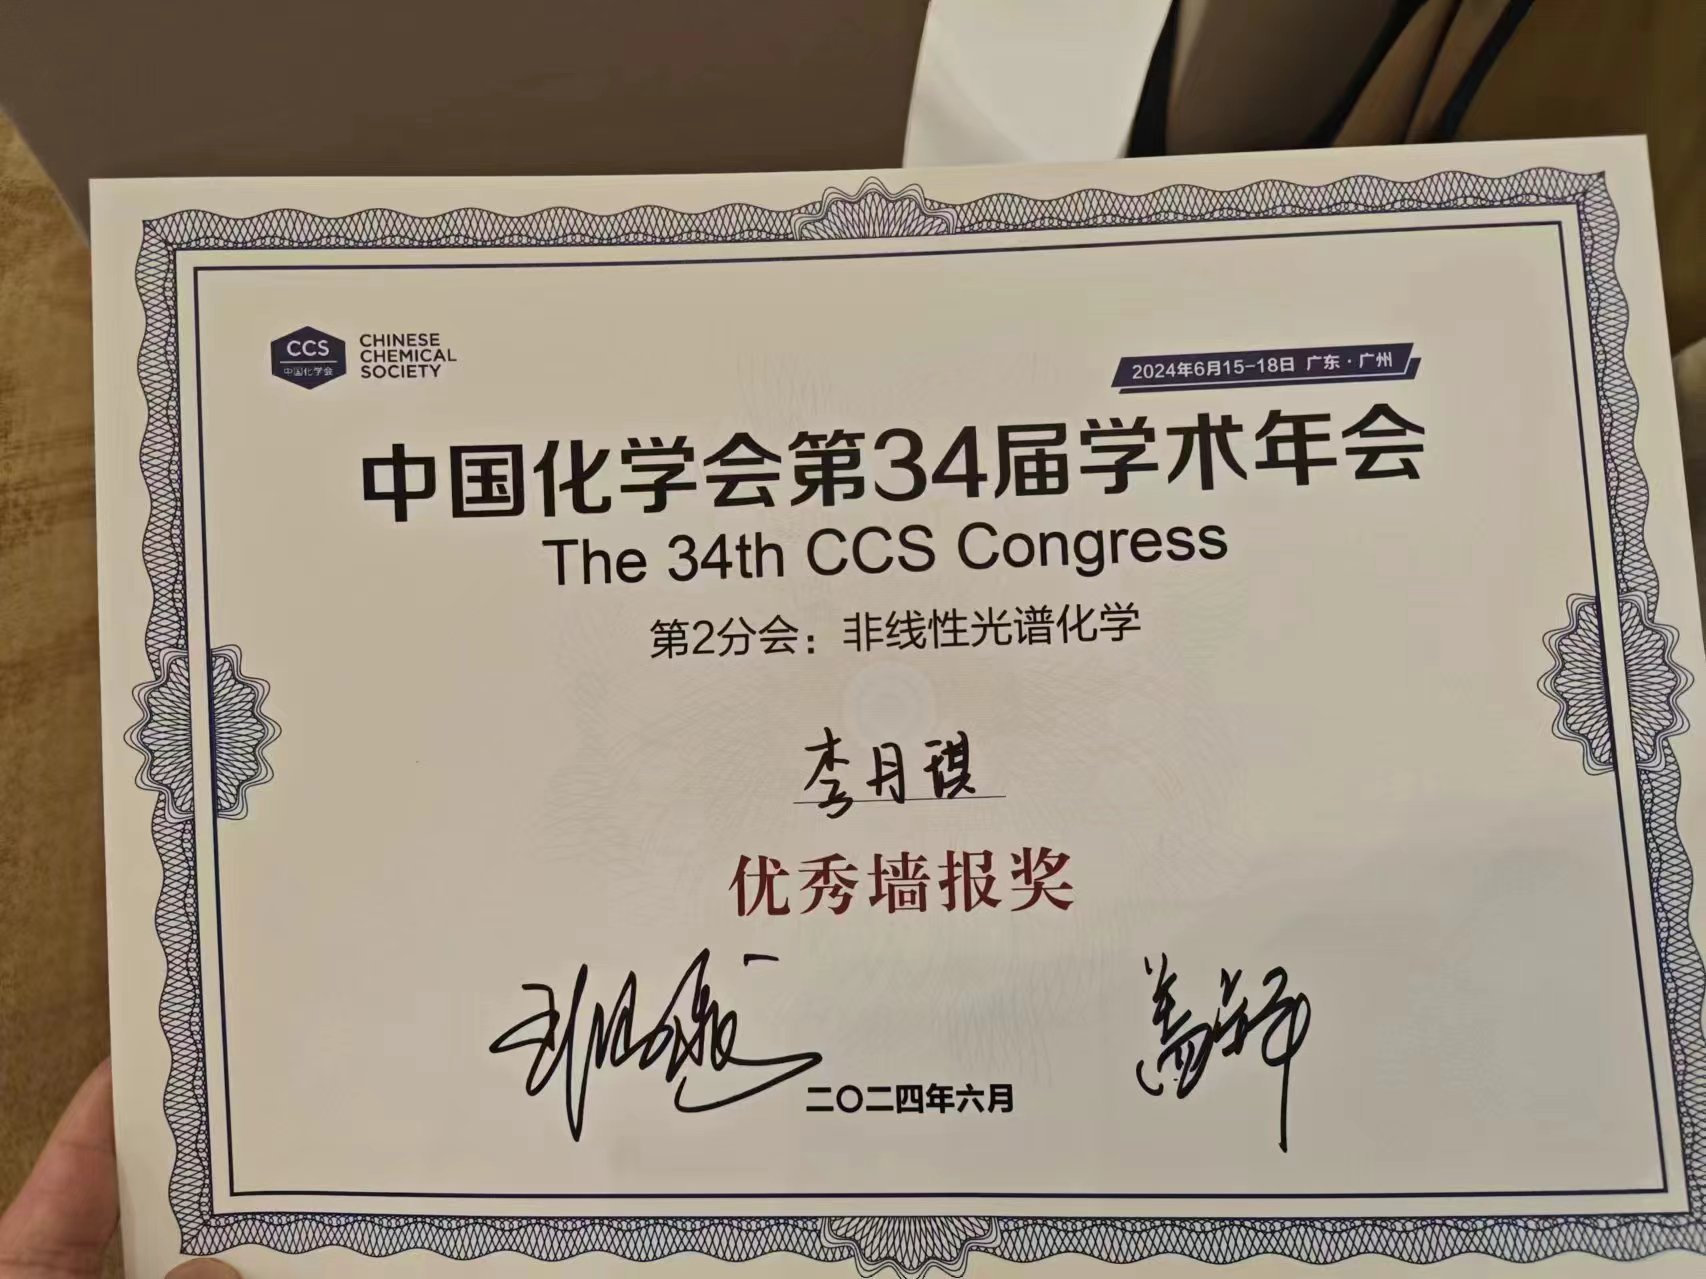 CCS
中国化学会
CHINESE
CHEMICAL
SOCIETY
2024年6月15-18日 广东·广州
中国化学会第34届学术年会
The 34th CCS Congress
第2分会：非线性光谱化学
李月琪
优秀墙报奖
二〇二四年六月